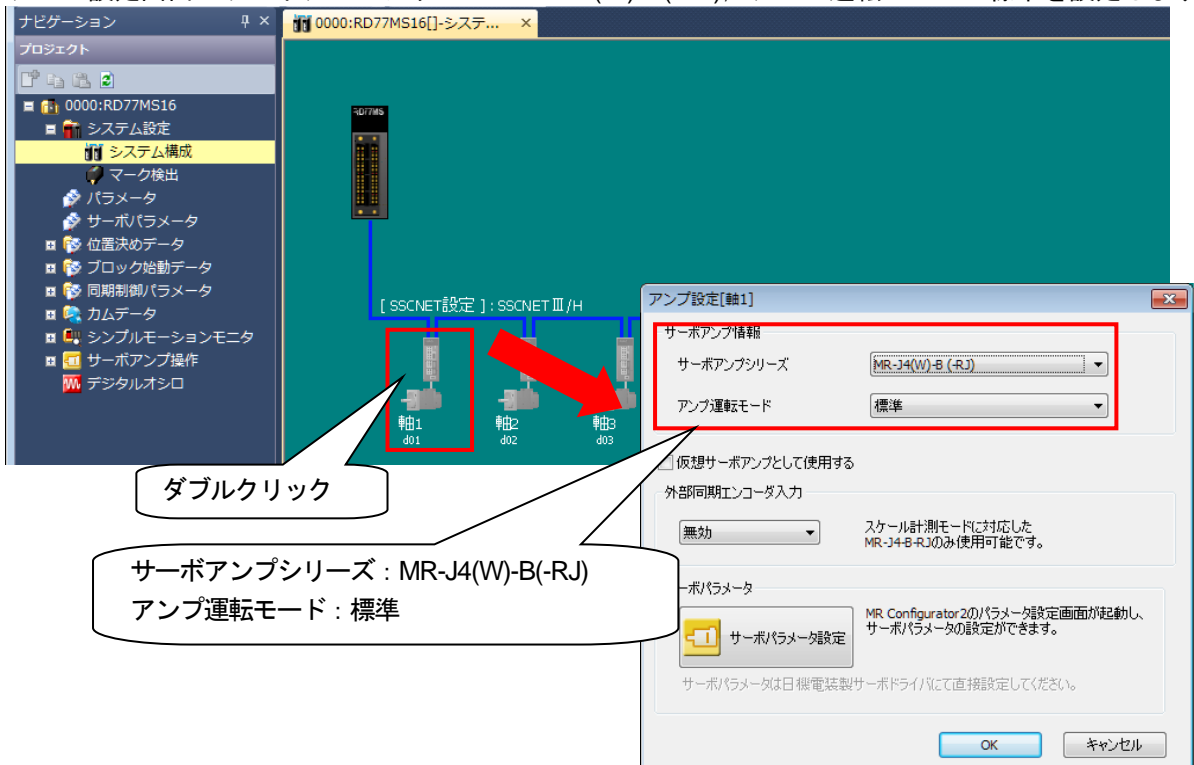 ナビゲーション
0000:RD77MS16[]-システ...
プロジェクト
0000:RD77MS16
システム設定
システム構成
マーク検出
パラメータ
サーボパラメータ
位置決めデータ
ブロック始動データ
同期制御パラメータ
カムデータ
シンプルモーションモニタ
サーボアンプ操作
デジタルオシロ
RD77MS
[ SSCNET設定 ] : SSCNETⅢ/H
軸1
d01
軸2
d02
軸3
d03
ダブルクリック
サーボアンプシリーズ：MR-J4(W)-B(-RJ)
アンプ運転モード：標準
アンプ設定[軸1]
サーボアンプ情報
サーボアンプシリーズ
MR-J4(W)-B (-RJ)
アンプ運転モード
標準
仮想サーボアンプとして使用する
外部同期エンコーダ入力
無効
スケール計測モードに対応した
MR-J4-B-RJのみ使用可能です。
ーボパラメータ
サーボパラメータ設定
MR Configurator2のパラメータ設定画面が起動し、
サーボパラメータの設定ができます。
サーボパラメータは日機電装製サーボドライバにて直接設定してください。
OK
キャンセル